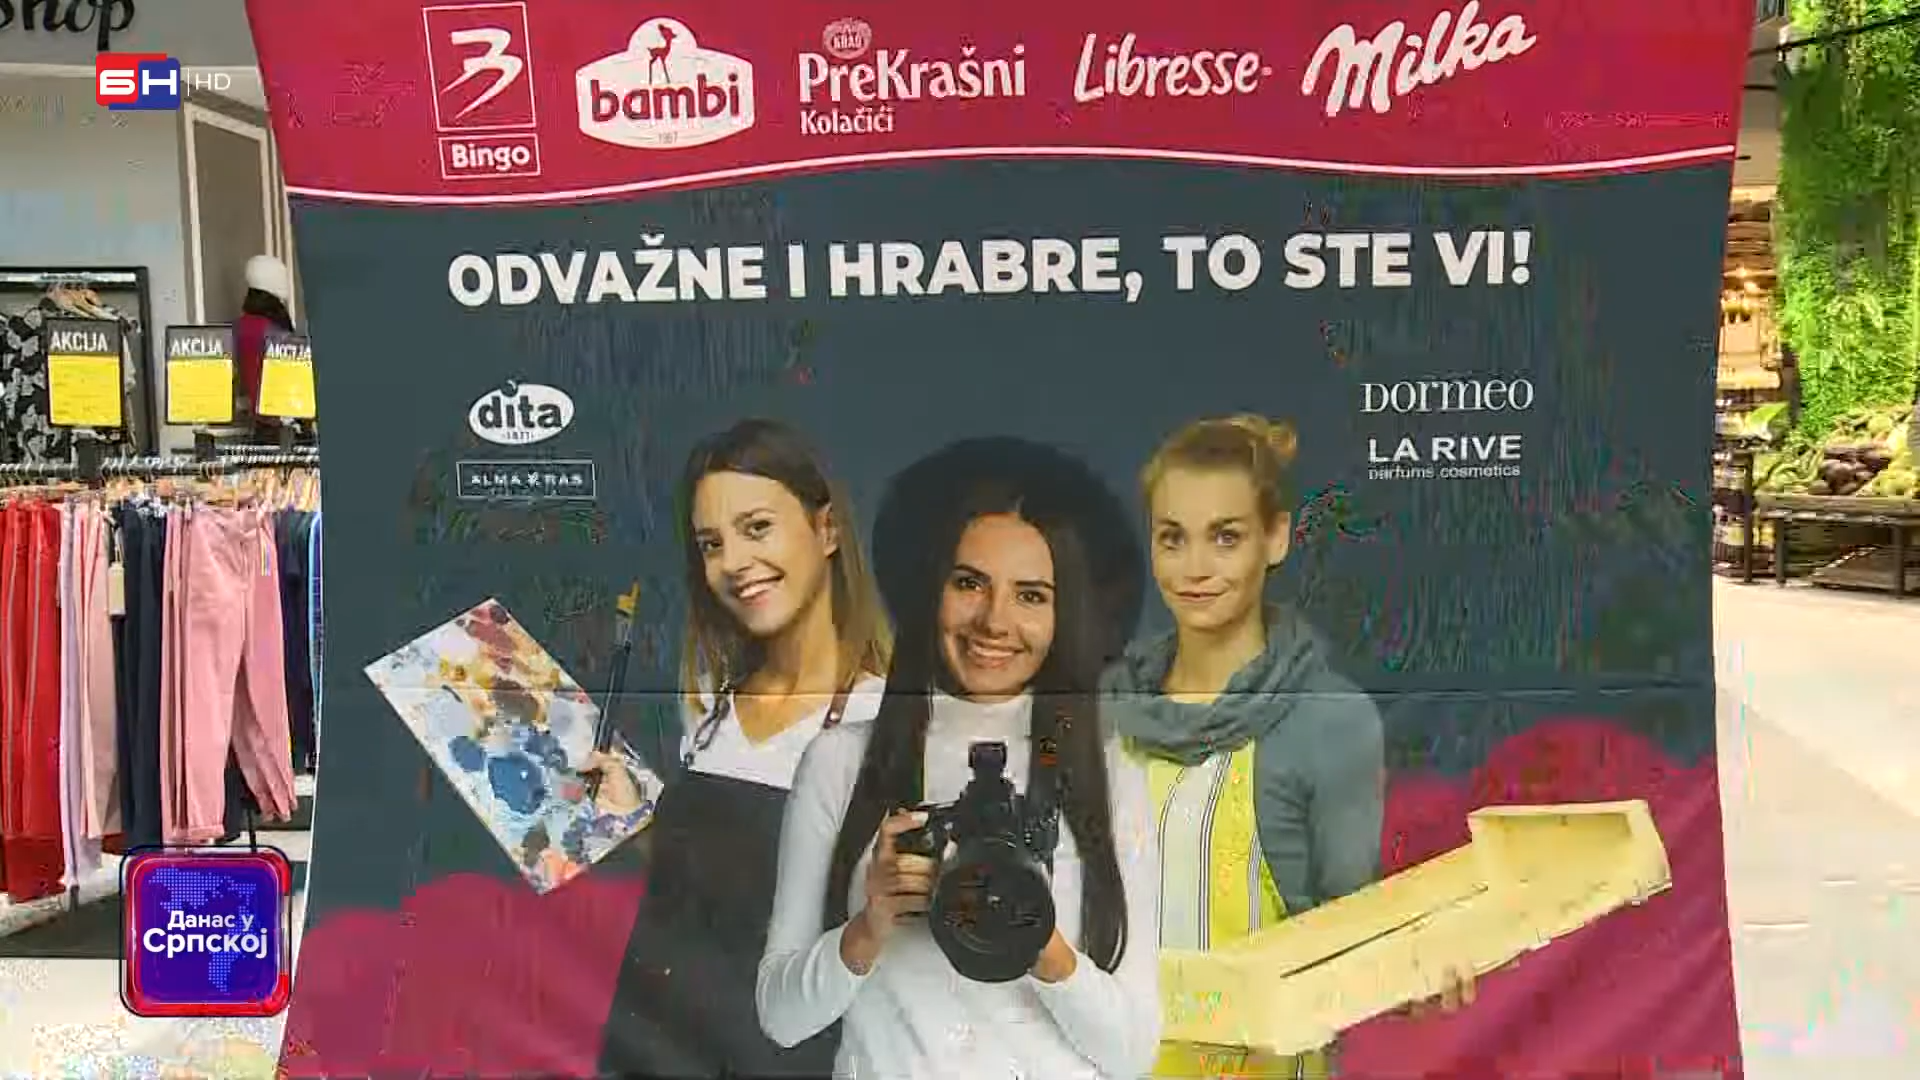 Shop
БН HD
Bingo
bambi
1967
KRAŠ
PreKrašni
Kolačići
Libresse
Milka
ODVAŽNE I HRABRE, TO STE VI!
AKCIJA
AKCIJA
AKCIJA
dita
ALMA RAS
DORMEO
LA RIVE
parfums cosmetics
Данас у
Српској